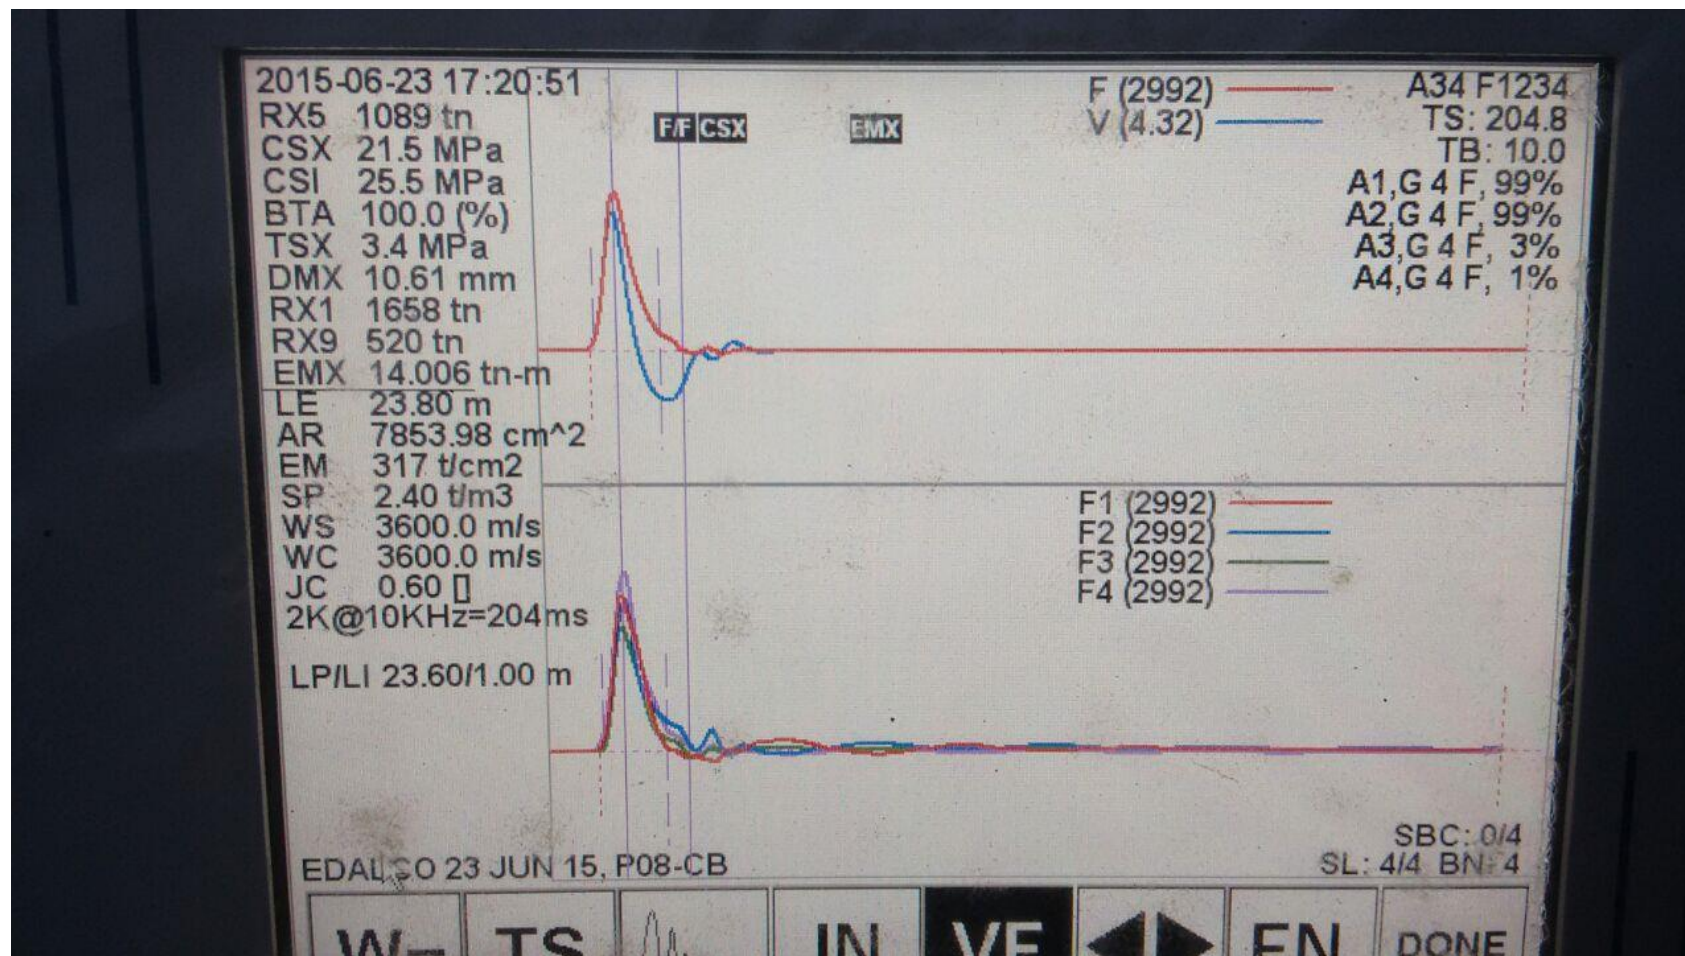 2015-06-23 17:20:51
RX5 1089 tn
CSX 21.5 MPa
CSI 25.5 MPa
BTA 100.0 (%)
TSX 3.4 MPa
DMX 10.61 mm
RX1 1658 tn
RX9 520 tn
EMX 14.006 tn-m
LE 23.80 m
AR 7853.98 cm^2
EM 317 t/cm2
SP 2.40 t/m3
WS 3600.0 m/s
WC 3600.0 m/s
JC 0.60 []
2K@10KHz=204ms
LP/LI 23.60/1.00 m
F/F CSX EMX
F (2992)
V (4.32)
A34 F1234
TS: 204.8
TB: 10.0
A1,G 4 F, 99%
A2,G 4 F, 99%
A3,G 4 F, 3%
A4,G 4 F, 1%
F1 (2992)
F2 (2992)
F3 (2992)
F4 (2992)
SBC: 0/4
SL: 4/4 BN: 4
23 JUN 15, P08-CB
TS IN VE EN DONE